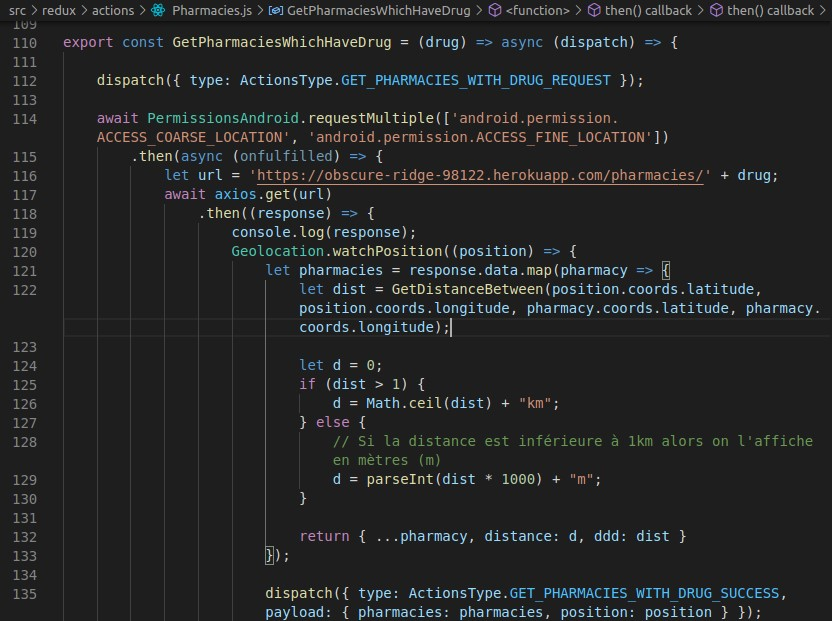 src > redux > actions > Pharmacies.js > GetPharmaciesWhichHaveDrug > <function> > then() callback > then() callback >
109
110 export const GetPharmaciesWhichHaveDrug = (drug) => async (dispatch) => {
111
112 dispatch({ type: ActionsType.GET_PHARMACIES_WITH_DRUG_REQUEST });
113
114 await PermissionsAndroid.requestMultiple(['android.permission.
ACCESS_COARSE_LOCATION', 'android.permission.ACCESS_FINE_LOCATION'])
115 .then(async (onfulfilled) => {
116 let url = 'https://obscure-ridge-98122.herokuapp.com/pharmacies/' + drug;
117 await axios.get(url)
118 .then((response) => {
119 console.log(response);
120 Geolocation.watchPosition((position) => {
121 let pharmacies = response.data.map(pharmacy => {
122 let dist = GetDistanceBetween(position.coords.latitude,
position.coords.longitude, pharmacy.coords.latitude, pharmacy.
coords.longitude);
123
124 let d = 0;
125 if (dist > 1) {
126 d = Math.ceil(dist) + "km";
127 } else {
128 // Si la distance est inférieure à 1km alors on l'affiche
en mètres (m)
129 d = parseInt(dist * 1000) + "m";
130 }
131
132 return { ...pharmacy, distance: d, ddd: dist }
133 });
134
135 dispatch({ type: ActionsType.GET_PHARMACIES_WITH_DRUG_SUCCESS,
payload: { pharmacies: pharmacies, position: position } });